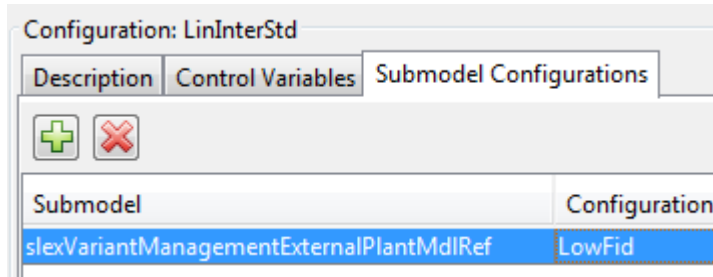 Configuration: LinInterStd
Description Control Variables Submodel Configurations
Submodel Configuration
slexVariantManagementExternalPlantMdlRef LowFid